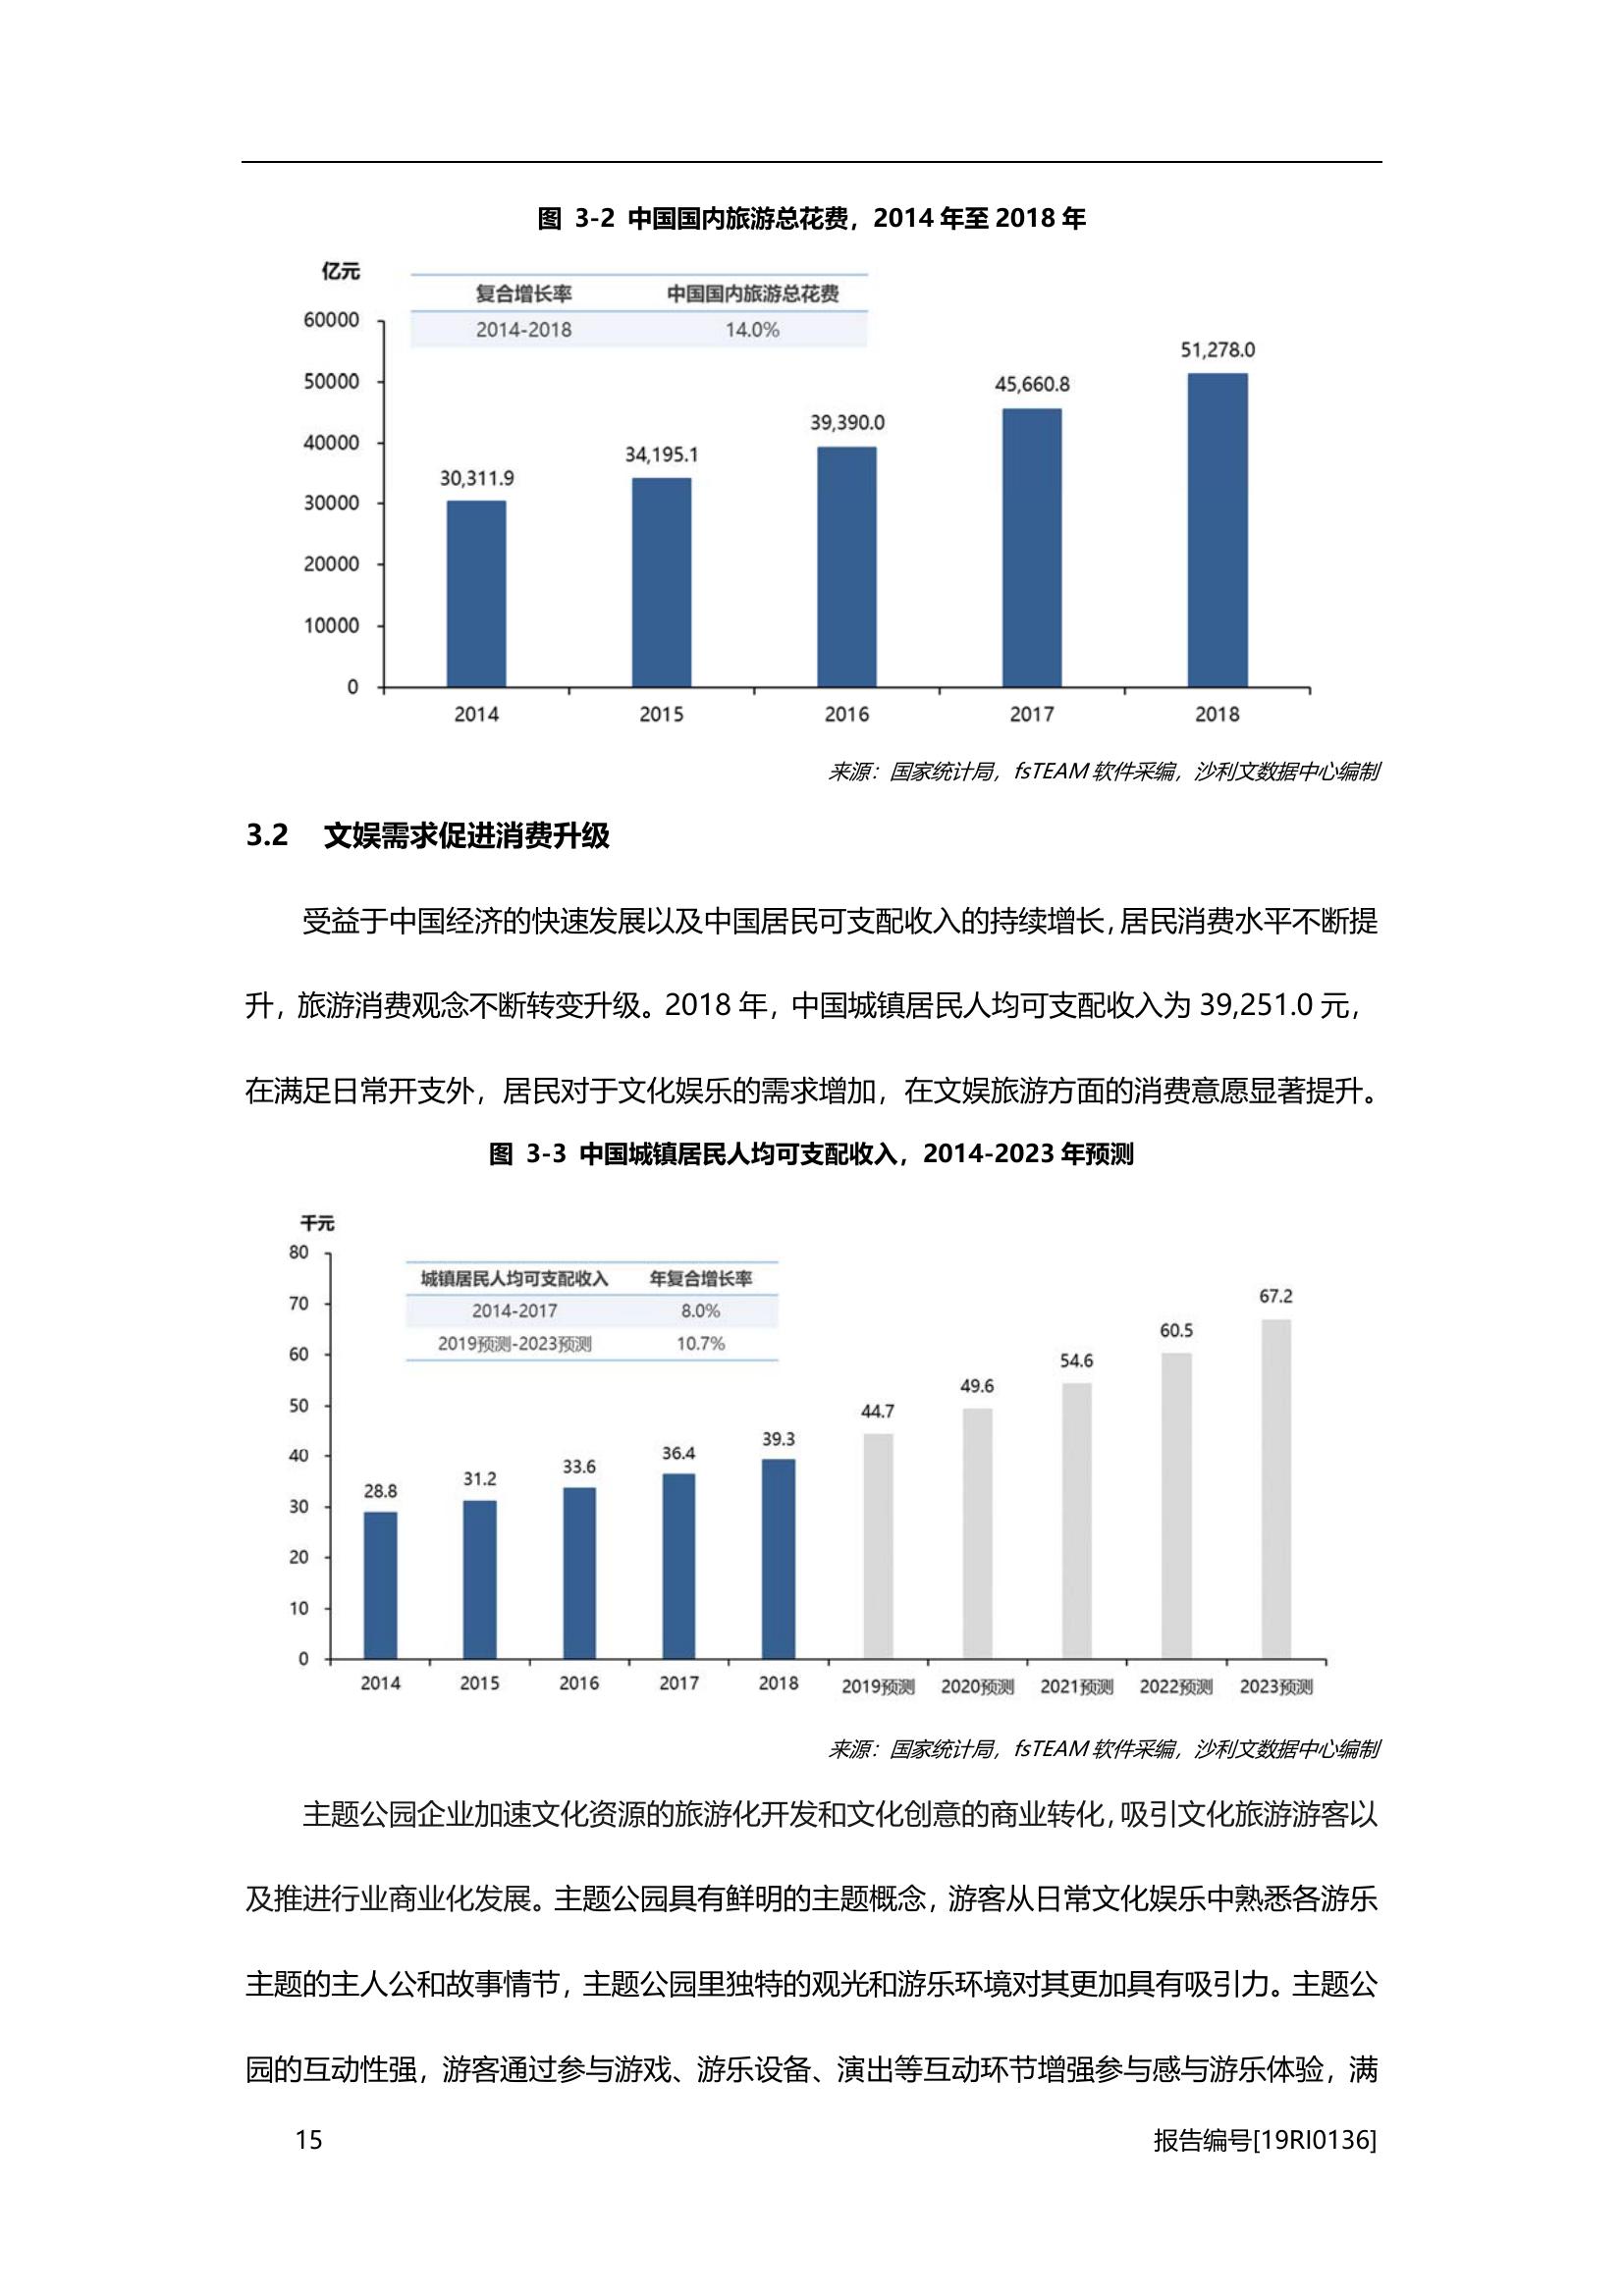 图 3-2 中国国内旅游总花费，2014 年至 2018 年
亿元
复合增长率 中国国内旅游总花费
2014-2018 14.0%
60000
50000
40000
30000
20000
10000
0
30,311.9
34,195.1
39,390.0
45,660.8
51,278.0
2014 2015 2016 2017 2018
来源：国家统计局，fsTEAM 软件采编，沙利文数据中心编制
3.2 文娱需求促进消费升级
受益于中国经济的快速发展以及中国居民可支配收入的持续增长，居民消费水平不断提
升，旅游消费观念不断转变升级。2018 年，中国城镇居民人均可支配收入为 39,251.0 元，
在满足日常开支外，居民对于文化娱乐的需求增加，在文娱旅游方面的消费意愿显著提升。
图 3-3 中国城镇居民人均可支配收入，2014-2023 年预测
千元
城镇居民人均可支配收入 年复合增长率
2014-2017 8.0%
2019预测-2023预测 10.7%
80
70
60
50
40
30
20
10
0
28.8
31.2
33.6
36.4
39.3
44.7
49.6
54.6
60.5
67.2
2014 2015 2016 2017 2018 2019预测 2020预测 2021预测 2022预测 2023预测
来源：国家统计局，fsTEAM 软件采编，沙利文数据中心编制
主题公园企业加速文化资源的旅游化开发和文化创意的商业转化，吸引文化旅游游客以
及推进行业商业化发展。主题公园具有鲜明的主题概念，游客从日常文化娱乐中熟悉各游乐
主题的主人公和故事情节，主题公园里独特的观光和游乐环境对其更加具有吸引力。主题公
园的互动性强，游客通过参与游戏、游乐设备、演出等互动环节增强参与感与游乐体验，满
15 报告编号[19RI0136]